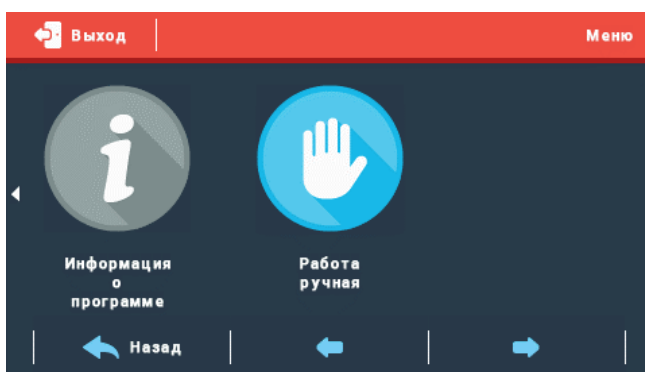 Выход
Меню
Информация
о
программе
Работа
ручная
Назад